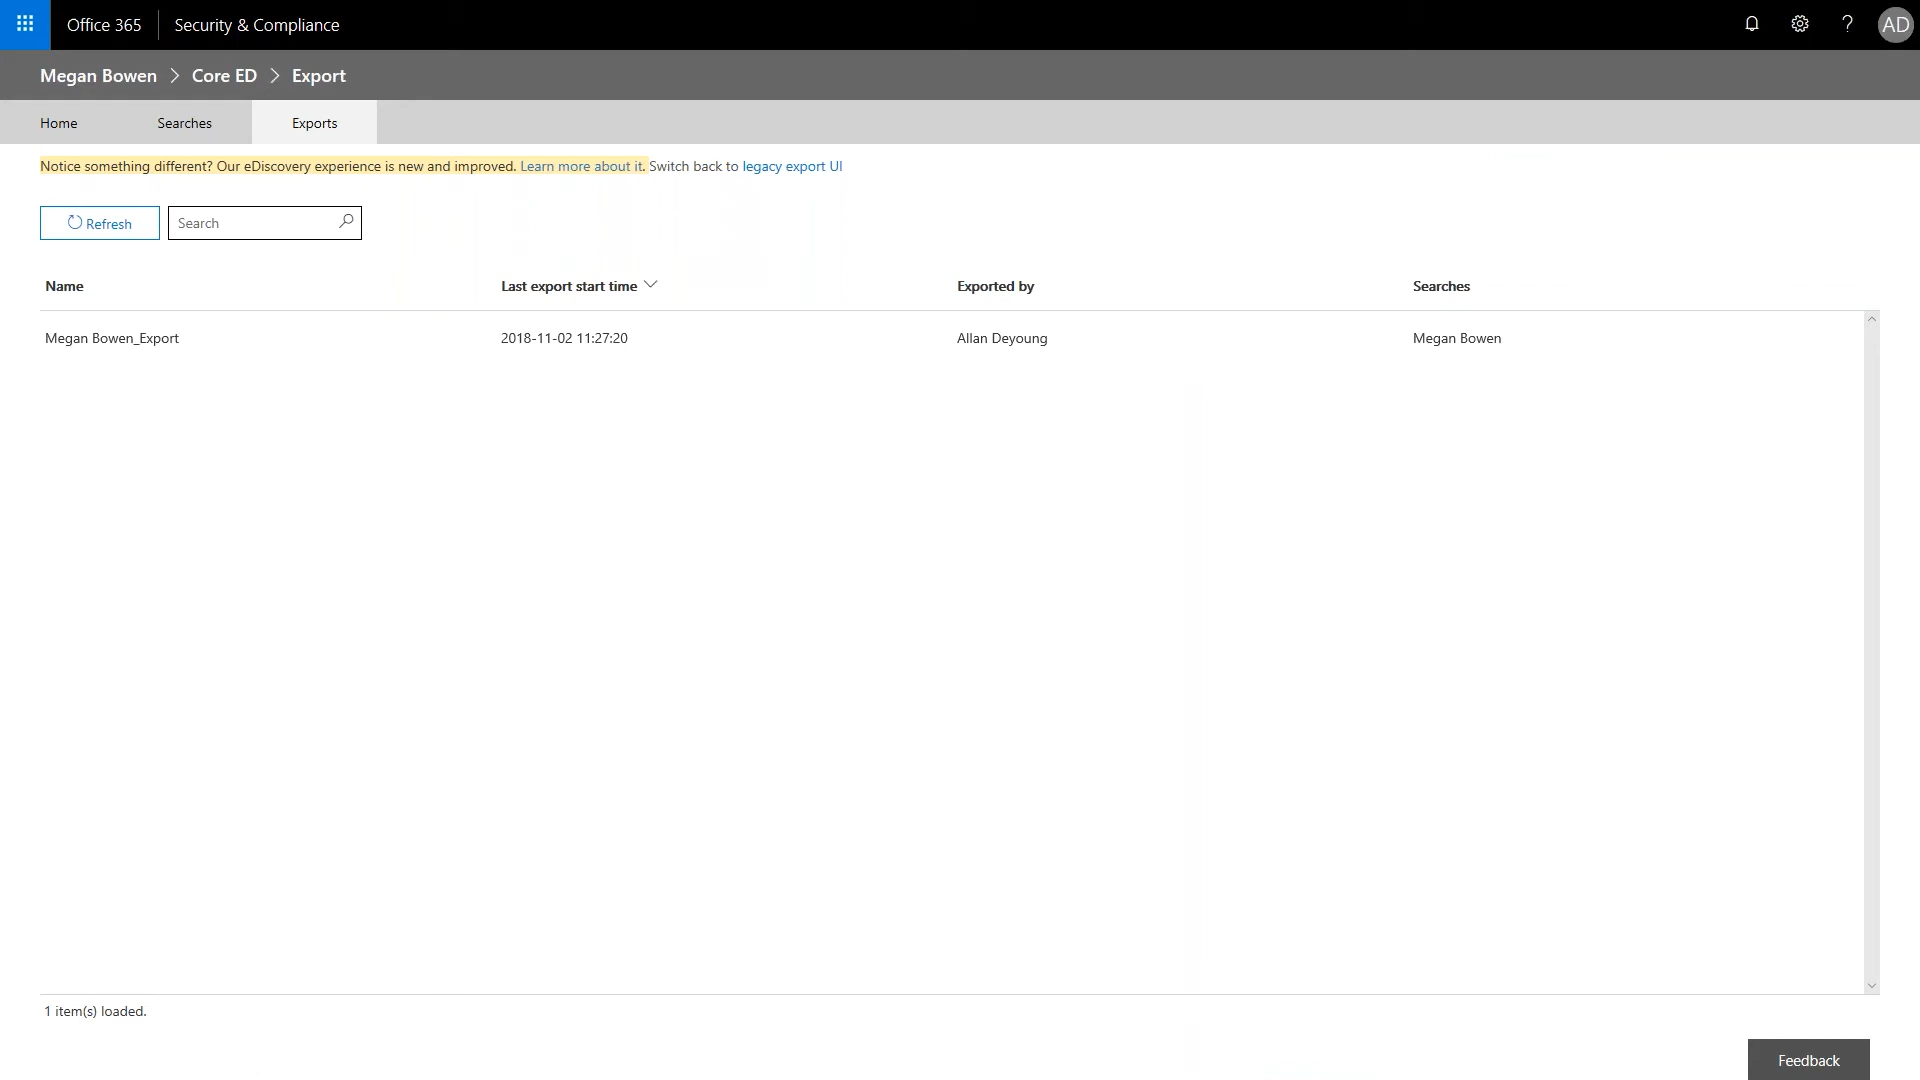 Office 365 Security & Compliance AD
Megan Bowen > Core ED > Export
Home Searches Exports
Notice something different? Our eDiscovery experience is new and improved. Learn more about it. Switch back to legacy export UI
Refresh Search
Name Last export start time Exported by Searches
Megan Bowen_Export 2018-11-02 11:27:20 Allan Deyoung Megan Bowen
1 item(s) loaded.
Feedback